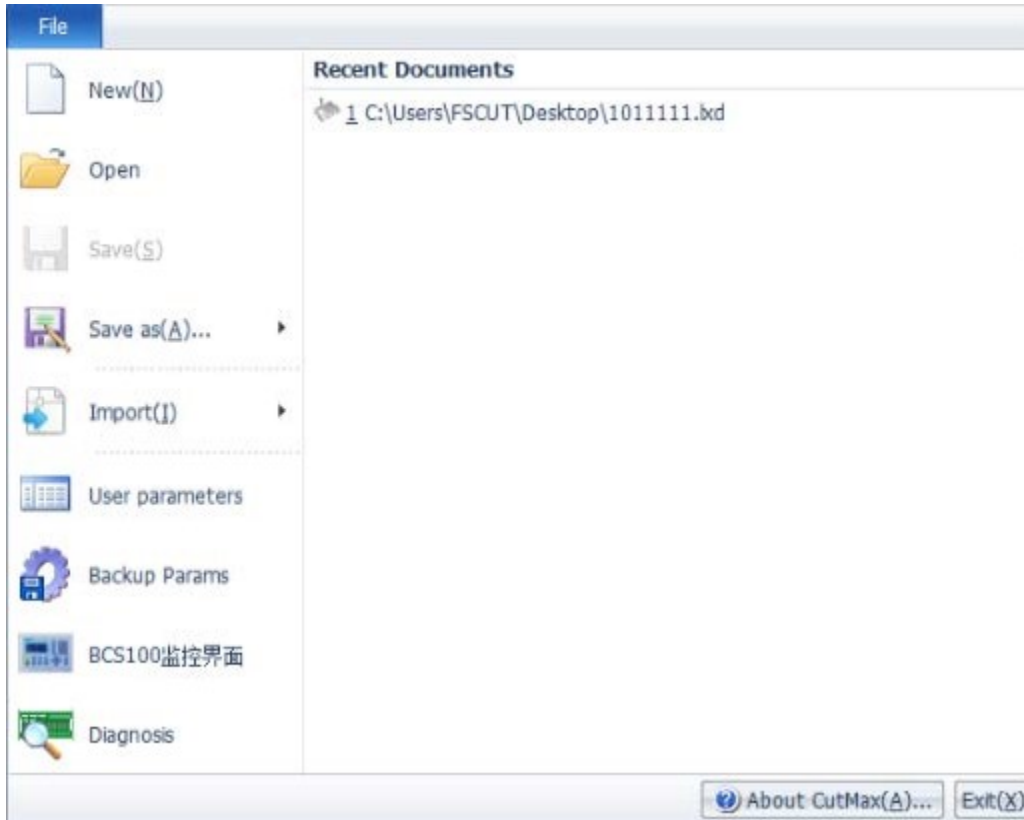 File
New(N)
Open
Save(S)
Save as(A)...
Import(I)
User parameters
Backup Params
BCS100监控界面
Diagnosis
Recent Documents
1 C:\Users\FSCUT\Desktop\1011111.lxd
About CutMax(A)...
Exit(X)